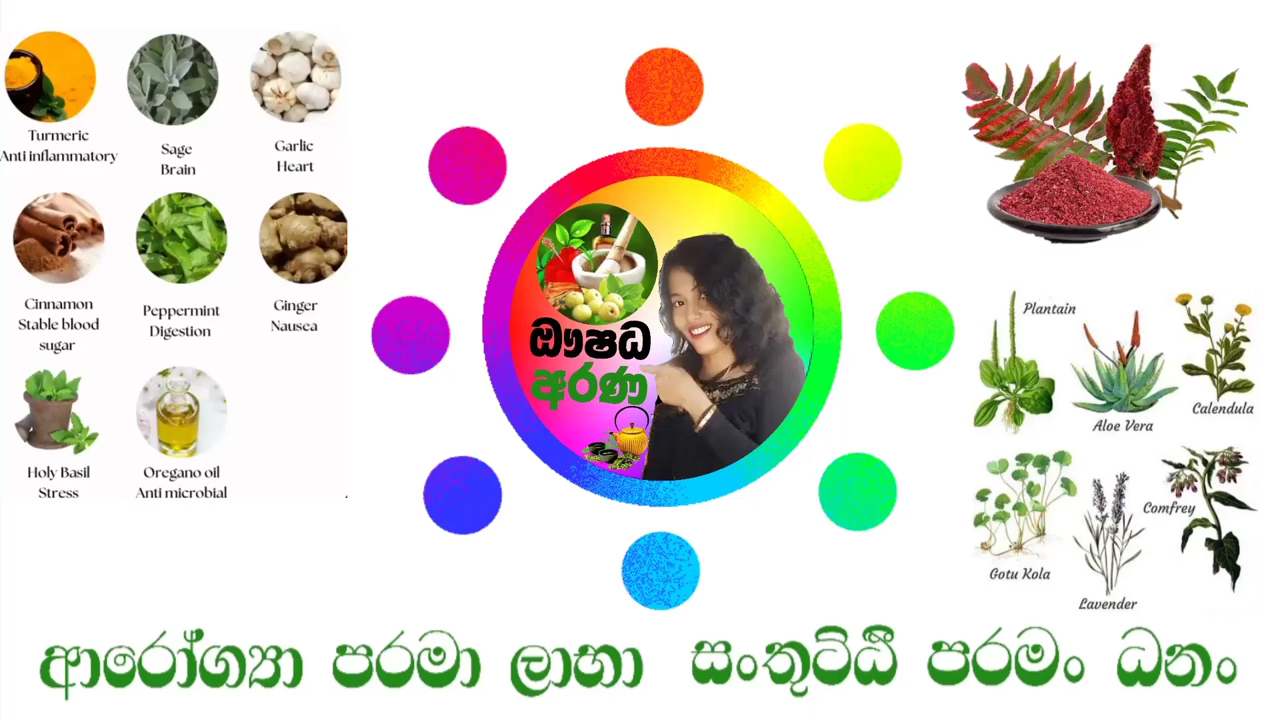 Turmeric
Anti inflammatory
Sage
Brain
Garlic
Heart
Cinnamon
Stable blood
sugar
Peppermint
Digestion
Ginger
Nausea
Holy Basil
Stress
Oregano oil
Anti microbial
ඖෂධ
අරණ
Plantain
Aloe Vera
Calendula
Gotu Kola
Lavender
Comfrey
ආරෝග්‍යා පරමා ලාභා සංතුට්ඨි පරමං ධනං